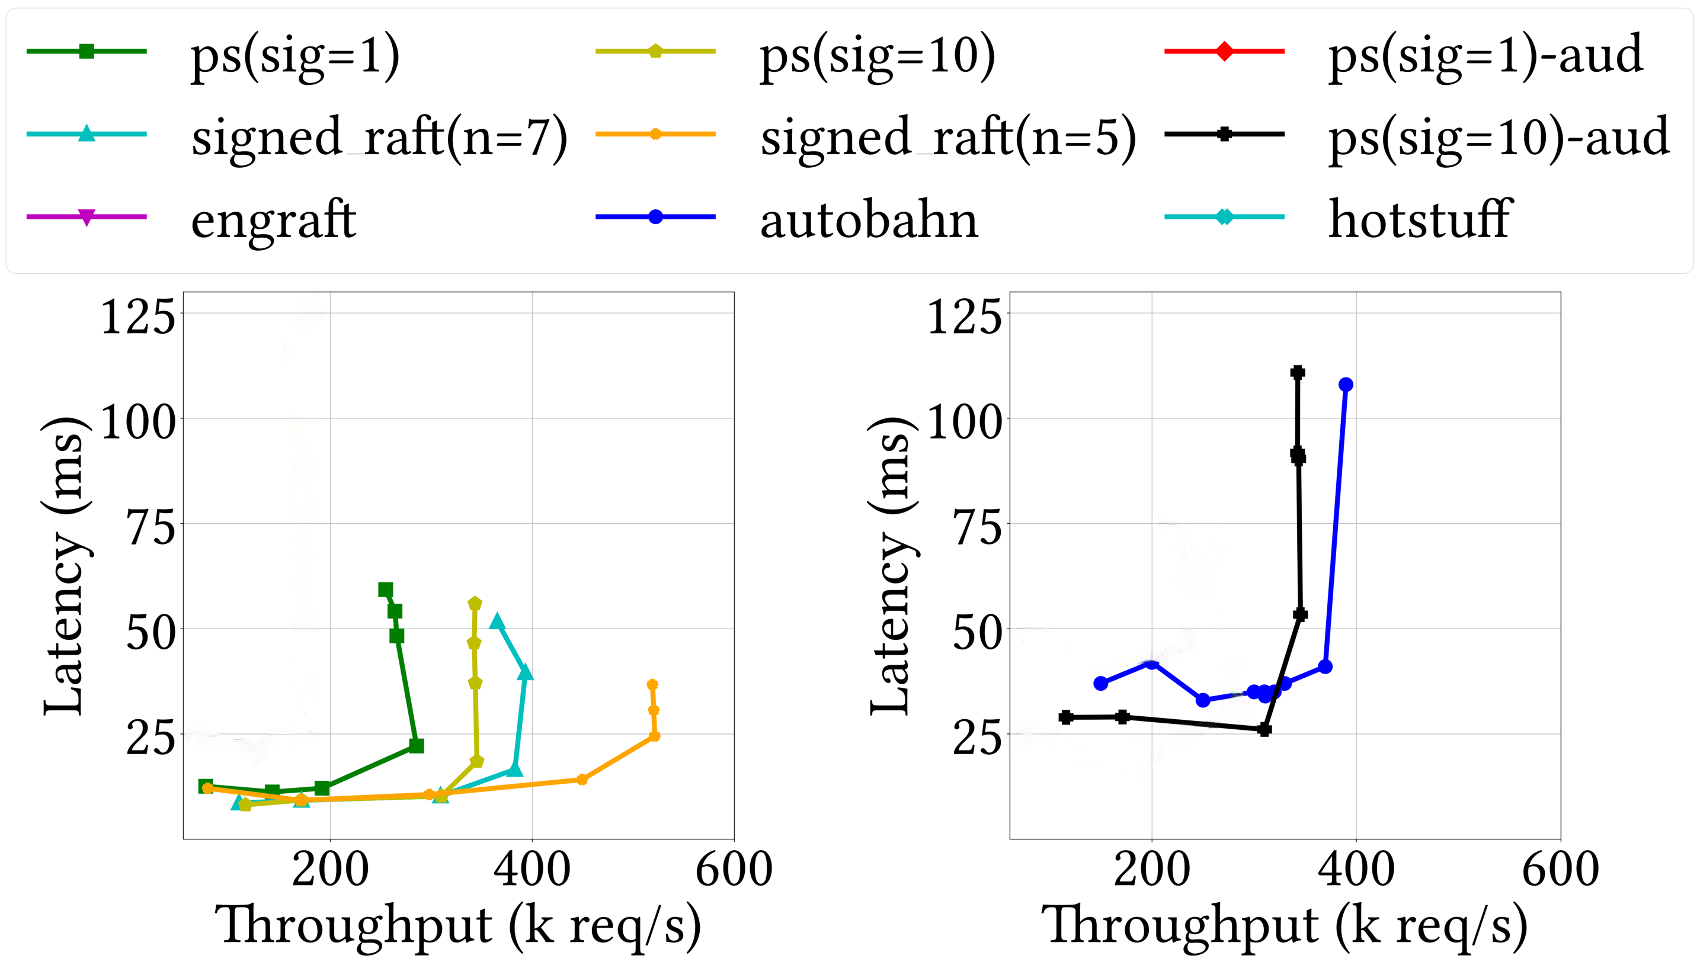 ps(sig=1) ps(sig=10) ps(sig=1)-aud
signed_raft(n=7) signed_raft(n=5) ps(sig=10)-aud
engraft autobahn hotstuff
125
100
75
50
25
Latency (ms)
200 400 600
Throughput (k req/s)
125
100
75
50
25
Latency (ms)
200 400 600
Throughput (k req/s)